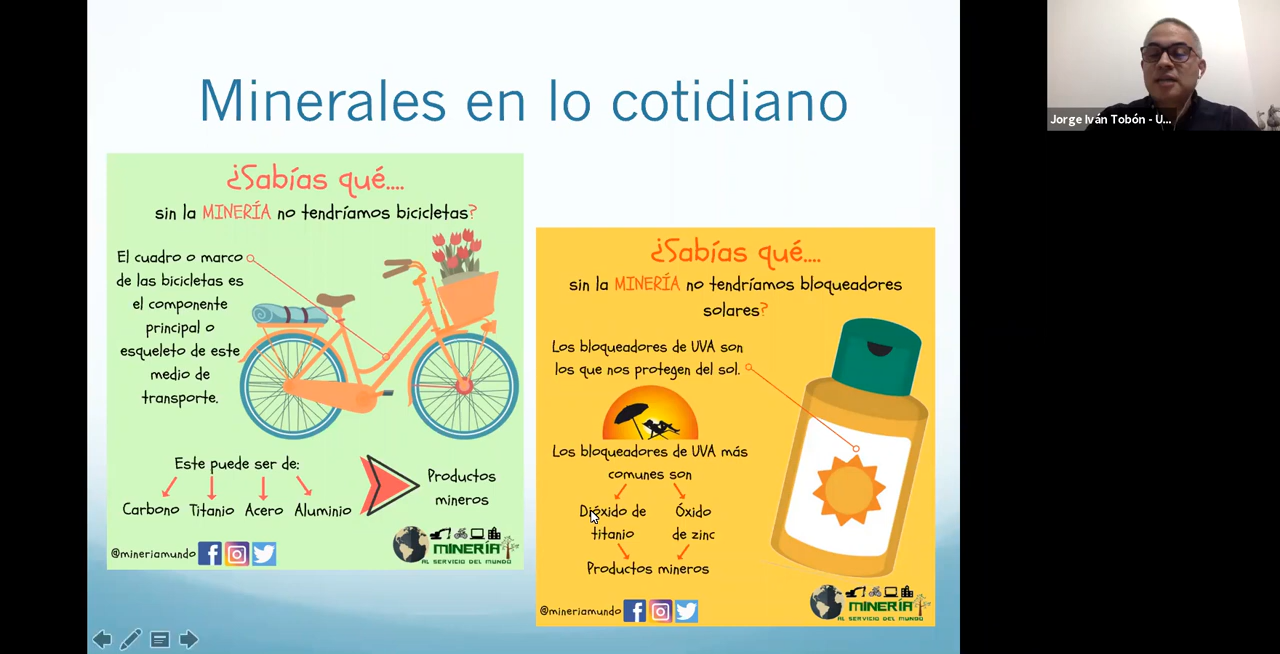 Minerales en lo cotidiano
¿Sabías qué....
sin la MINERÍA no tendríamos bicicletas?
El cuadro o marco
de las bicicletas es
el componente
principal o
esqueleto de este
medio de
transporte.
Este puede ser de:
Carbono Titanio Acero Aluminio
Productos
mineros
@mineriamundo
MINERÍA
AL SERVICIO DEL MUNDO
¿Sabías qué....
sin la MINERÍA no tendríamos bloqueadores
solares?
Los bloqueadores de UVA son
los que nos protegen del sol.
Los bloqueadores de UVA más
comunes son
Dióxido de
titanio
Óxido
de zinc
Productos mineros
@mineriamundo
MINERÍA
AL SERVICIO DEL MUNDO
Jorge Iván Tobón - U...